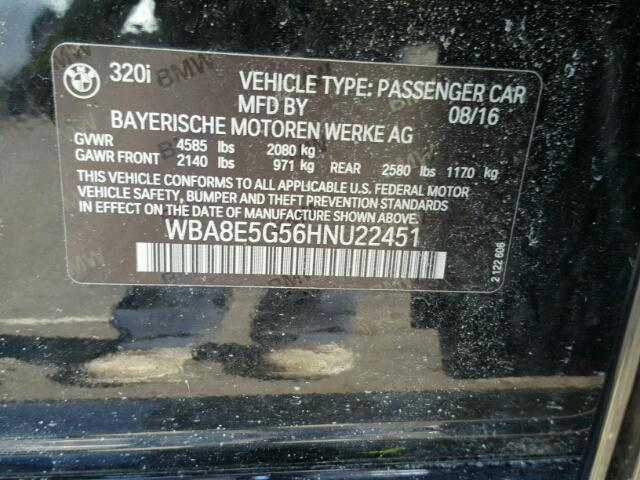 320i
VEHICLE TYPE: PASSENGER CAR
MFD BY 08/16
BAYERISCHE MOTOREN WERKE AG
GVWR 4585 lbs 2080 kg
GAWR FRONT 2140 lbs 971 kg REAR 2580 lbs 1170 kg
THIS VEHICLE CONFORMS TO ALL APPLICABLE U.S. FEDERAL MOTOR
VEHICLE SAFETY, BUMPER AND THEFT PREVENTION STANDARDS
IN EFFECT ON THE DATE OF MANUFACTURE SHOWN ABOVE.
WBA8E5G56HNU22451
2 122 606
BMW
BMW